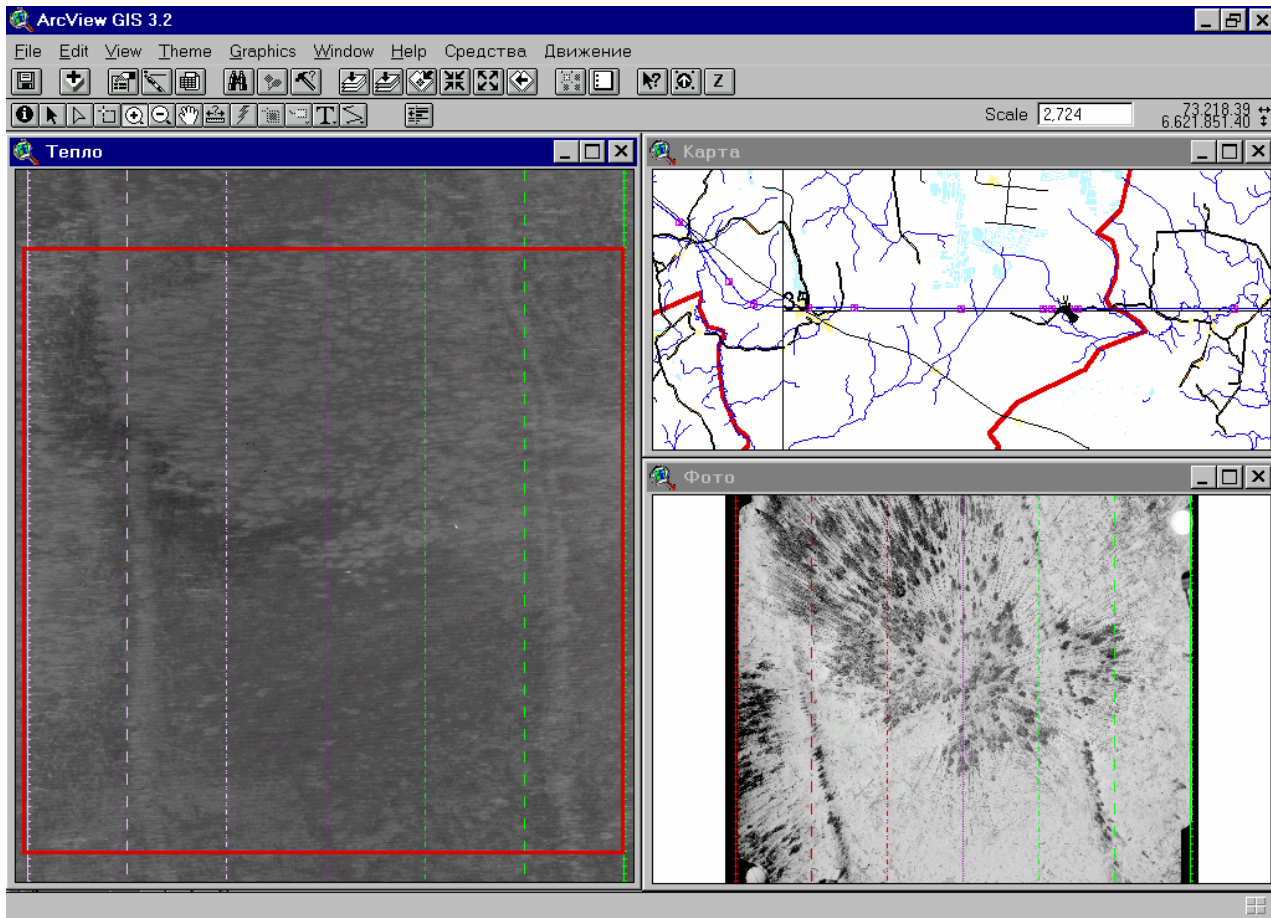 ArcView GIS 3.2
File Edit View Theme Graphics Window Help Средства Движение
Z
T
Scale 2,724
73.218.39
6.621.851.40
Тепло
Карта
35
Фото